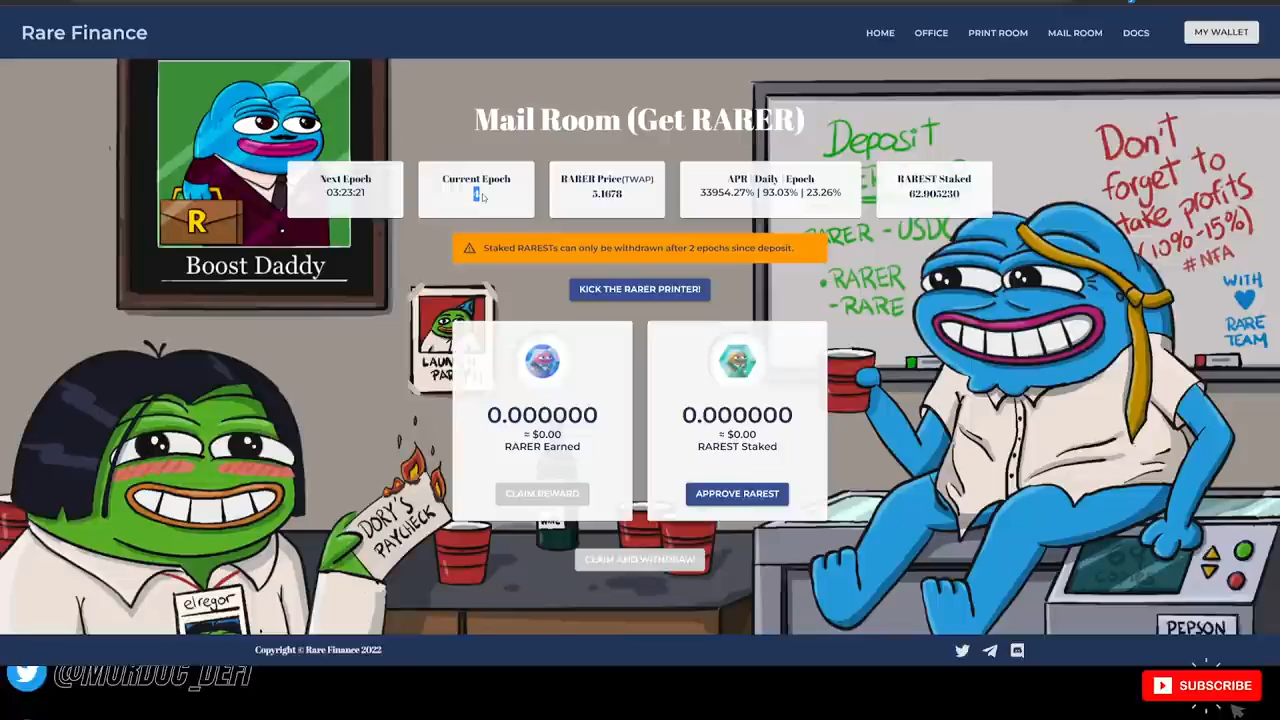 Rare Finance
HOME OFFICE PRINT ROOM MAIL ROOM DOCS MY WALLET
Mail Room (Get RARER)
Next Epoch
03:23:21
Current Epoch
RARER Price(TWAP)
5.1678
APR | Daily | Epoch
33954.27% | 93.03% | 23.26%
RAREST Staked
62.905230
Staked RARESTs can only be withdrawn after 2 epochs since deposit.
KICK THE RARER PRINTER!
0.000000
≈ $0.00
RARER Earned
CLAIM REWARD
0.000000
≈ $0.00
RAREST Staked
APPROVE RAREST
CLAIM AND WITHDRAW
R
Boost Daddy
Deposit
RARER - USDC
•RARER
-RARE
Don't
forget to
take profits
(10%-15%)
#NFA
WITH
RARE
TEAM
DORY'S
PAYCHECK
elregor
PEPSON
Copyright © Rare Finance 2022
@MURDOC_DEFI
SUBSCRIBE